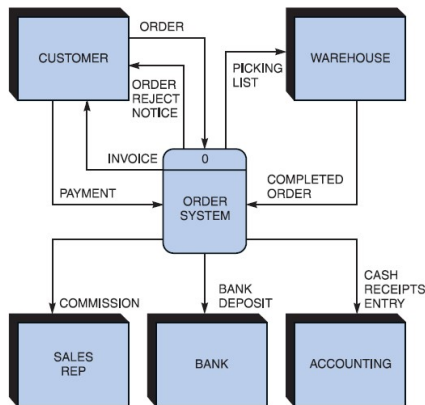 ORDER
CUSTOMER
WAREHOUSE
ORDER
REJECT
NOTICE
PICKING
LIST
INVOICE
0
PAYMENT
ORDER
SYSTEM
COMPLETED
ORDER
COMMISSION
BANK
DEPOSIT
CASH
RECEIPTS
ENTRY
SALES
REP
BANK
ACCOUNTING